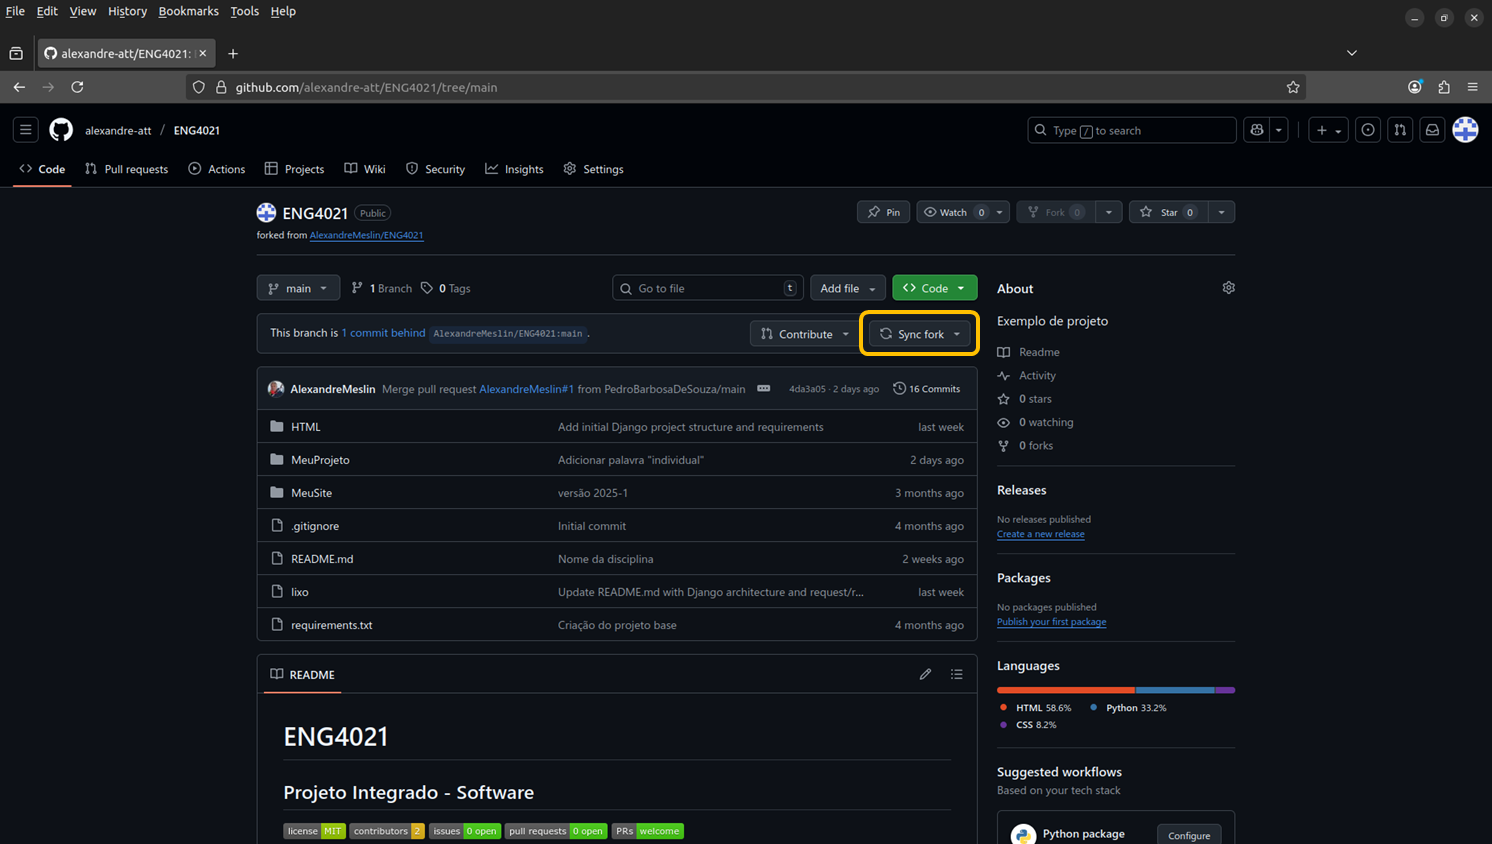 File Edit View History Bookmarks Tools Help
alexandre-att/ENG4021:
github.com/alexandre-att/ENG4021/tree/main
alexandre-att / ENG4021
Type / to search
Code Pull requests Actions Projects Wiki Security Insights Settings
ENG4021 Public
Pin Watch 0 Fork 0 Star 0
forked from AlexandreMeslin/ENG4021
main 1 Branch 0 Tags Go to file t Add file Code
This branch is 1 commit behind AlexandreMeslin/ENG4021:main .
Contribute Sync fork
AlexandreMeslin Merge pull request AlexandreMeslin#1 from PedroBarbosaDeSouza/main 4da3a05 · 2 days ago 16 Commits
HTML Add initial Django project structure and requirements last week
MeuProjeto Adicionar palavra "individual" 2 days ago
MeuSite versão 2025-1 3 months ago
.gitignore Initial commit 4 months ago
README.md Nome da disciplina 2 weeks ago
lixo Update README.md with Django architecture and request/r... last week
requirements.txt Criação do projeto base 4 months ago
README
ENG4021
Projeto Integrado - Software
license MIT contributors 2 issues 0 open pull requests 0 open PRs welcome
About
Exemplo de projeto
Readme
Activity
0 stars
0 watching
0 forks
Releases
No releases published
Create a new release
Packages
No packages published
Publish your first package
Languages
HTML 58.6% Python 33.2%
CSS 8.2%
Suggested workflows
Based on your tech stack
Python package Configure